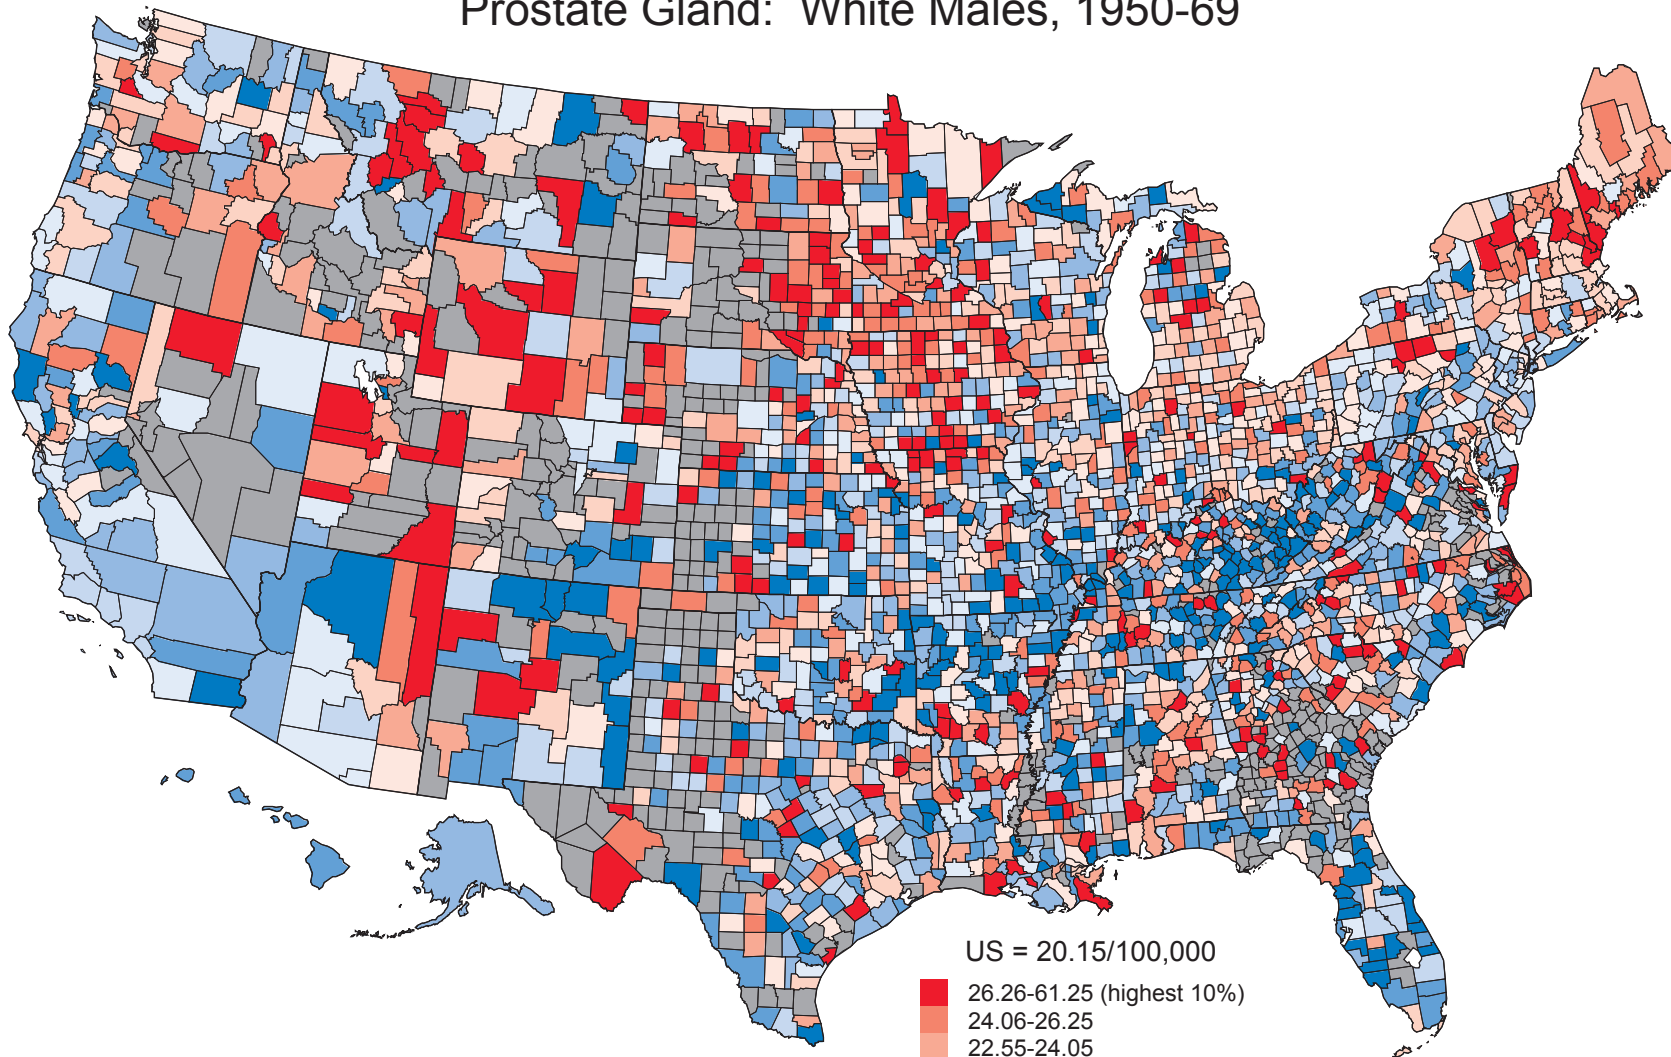 Prostate Gland: White Males, 1950-69
US = 20.15/100,000
26.26-61.25 (highest 10%)
24.06-26.25
22.55-24.05